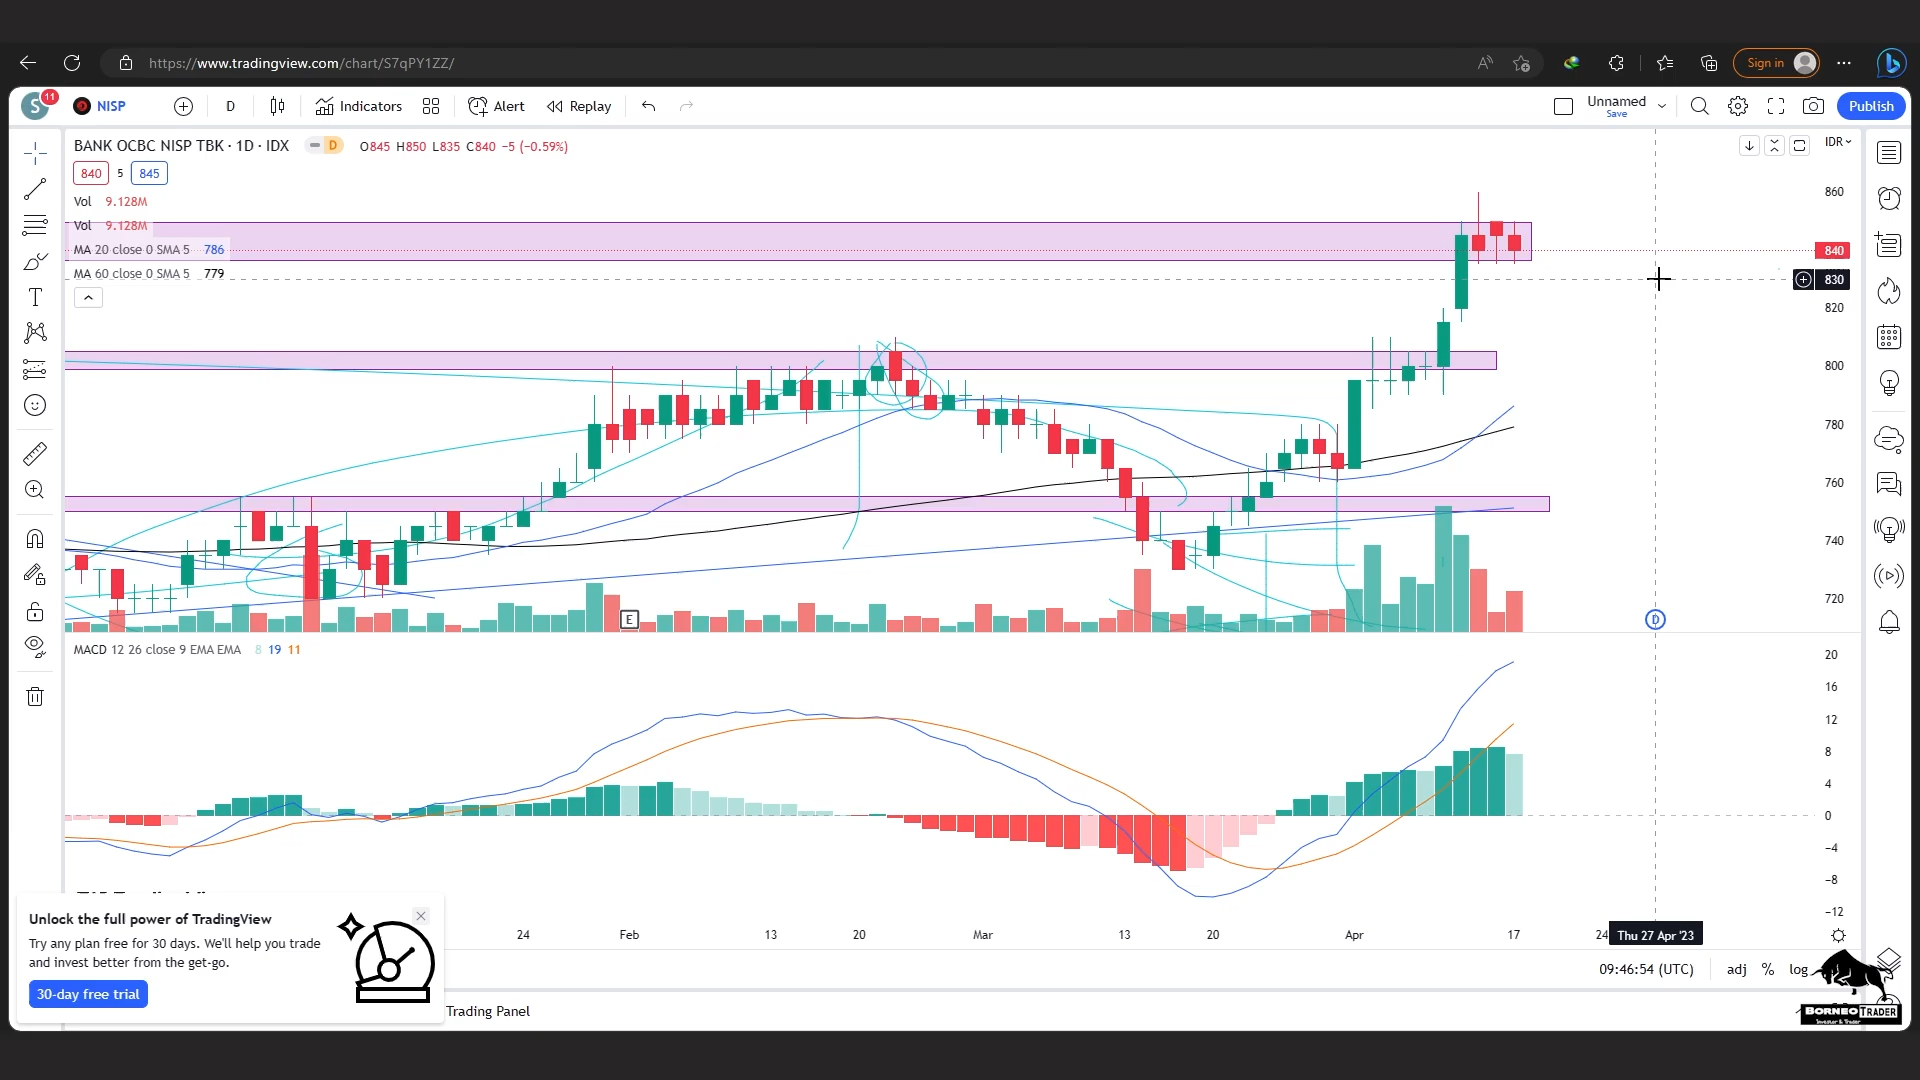 https://www.tradingview.com/chart/S7qPY1ZZ/
Sign in
S 11 NISP D Indicators Alert Replay Unnamed Save Publish
BANK OCBC NISP TBK · 1D · IDX D O845 H850 L835 C840 −5 (−0.59%)
IDR
840 5 845
Vol 9.128M
Vol 9.128M
MA 20 close 0 SMA 5 786
MA 60 close 0 SMA 5 779
860
840
830
820
800
780
760
740
720
E
D
MACD 12 26 close 9 EMA EMA 8 19 11
20
16
12
8
4
0
−4
−8
−12
24 Feb 13 20 Mar 13 20 Apr 17 24 Thu 27 Apr '23
Unlock the full power of TradingView
Try any plan free for 30 days. We'll help you trade
and invest better from the get-go.
30-day free trial
09:46:54 (UTC) adj % log
Trading Panel
BORNEO TRADER
Investor & Trader